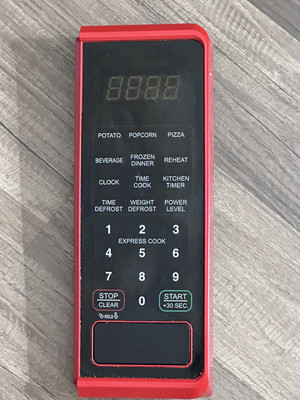 POTATO POPCORN PIZZA
BEVERAGE FROZEN DINNER REHEAT
CLOCK TIME COOK KITCHEN TIMER
TIME DEFROST WEIGHT DEFROST POWER LEVEL
1 2 3
EXPRESS COOK
4 5 6
7 8 9
STOP CLEAR 0 START +30 SEC.
HOLD